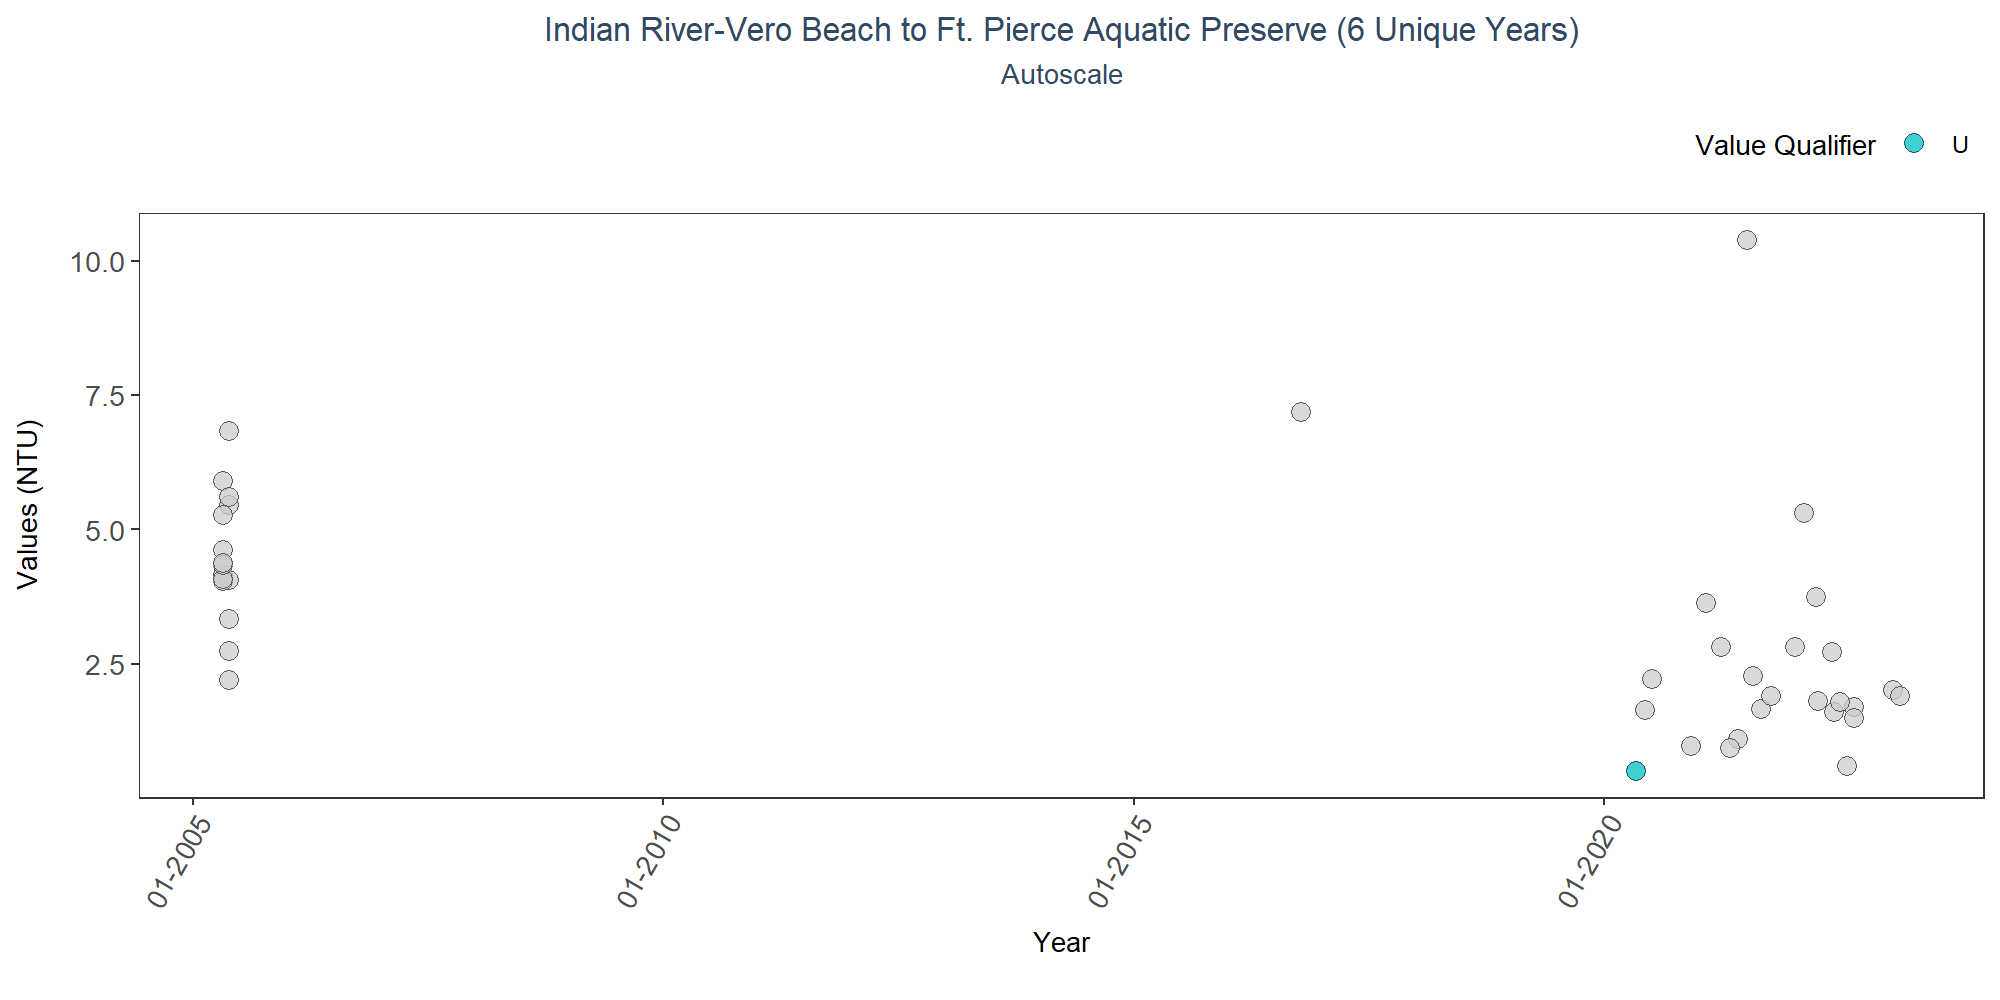 Indian River-Vero Beach to Ft. Pierce Aquatic Preserve (6 Unique Years)
Autoscale
Value Qualifier U
10.0
7.5
5.0
2.5
Values (NTU)
01-2005 01-2010 01-2015 01-2020
Year